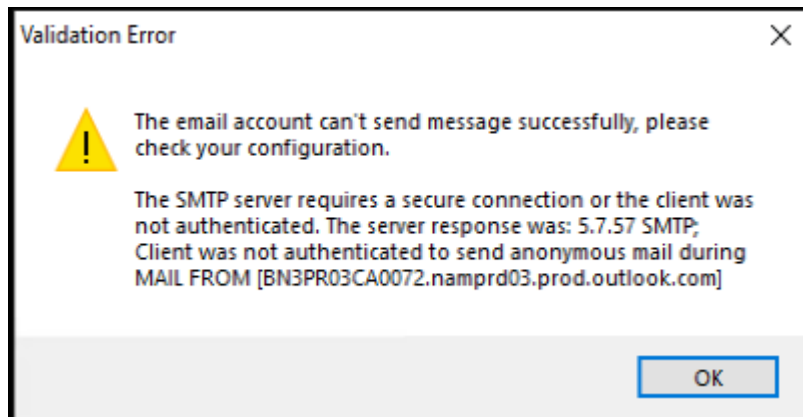 Validation Error
The email account can't send message successfully, please
check your configuration.
The SMTP server requires a secure connection or the client was
not authenticated. The server response was: 5.7.57 SMTP;
Client was not authenticated to send anonymous mail during
MAIL FROM [BN3PR03CA0072.namprd03.prod.outlook.com]
OK